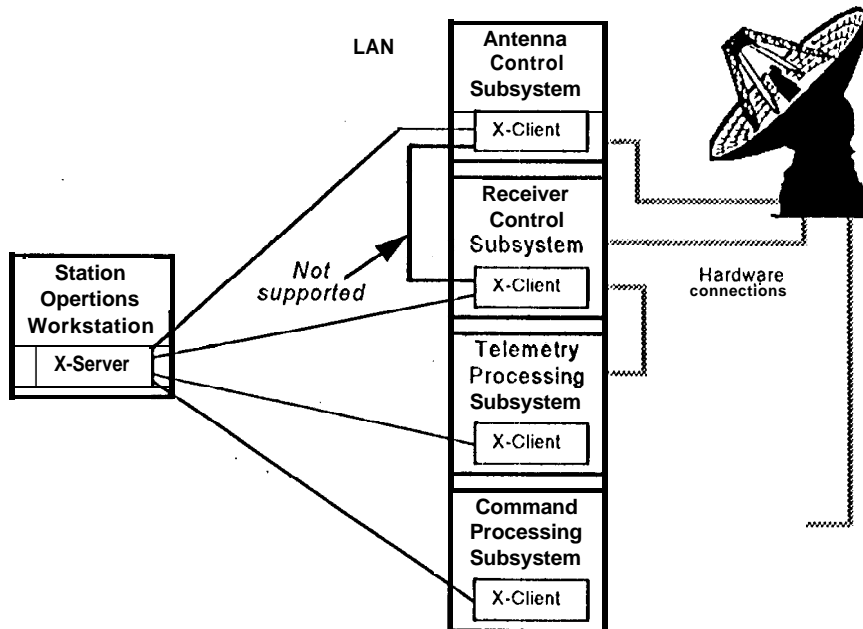 LAN
Antenna
Control
Subsystem
X-Client
Receiver
Control
Subsystem
X-Client
Not
supported
Hardware
connections
Station
Opertions
Workstation
X-Server
Telemetry
Processing
Subsystem
X-Client
Command
Processing
Subsystem
X-Client